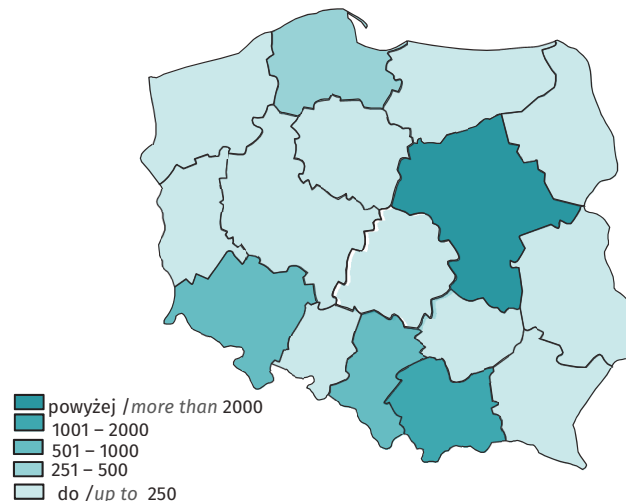 powyżej /more than 2000
1001 – 2000
501 – 1000
251 – 500
do /up to 250